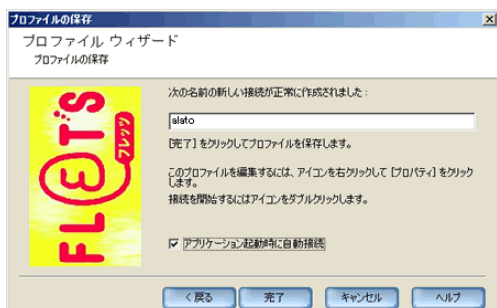 プロファイルの保存
プロファイル ウィザード
プロファイルの保存
次の名前の新しい接続が正常に作成されました :
alato
[完了] をクリックしてプロファイルを保存します。
このプロファイルを編集するには、アイコンを右クリックして [プロパティ] をクリック
します。
接続を開始するにはアイコンをダブルクリックします。
アプリケーション起動時に自動接続
FLET'S
フレッツ
< 戻る
完了
キャンセル
ヘルプ